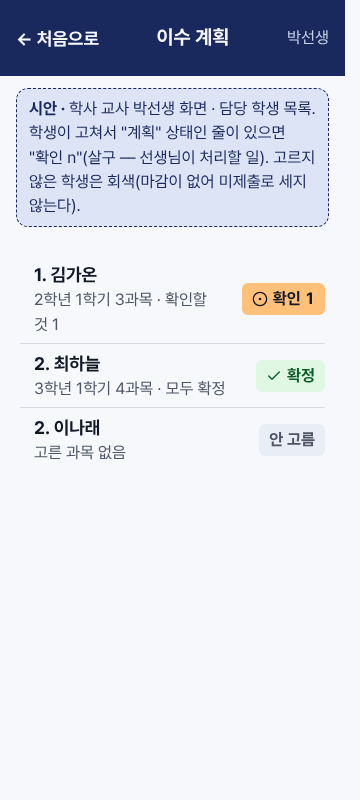 ← 처음으로
이수 계획
박선생
시안 · 학사 교사 박선생 화면 · 담당 학생 목록.
학생이 고쳐서 "계획" 상태인 줄이 있으면
"확인 n"(살구 — 선생님이 처리할 일). 고르지
않은 학생은 회색(마감이 없어 미제출로 세지
않는다).
1. 김가온
2학년 1학기 3과목 · 확인할
것 1
확인 1
2. 최하늘
3학년 1학기 4과목 · 모두 확정
확정
2. 이나래
고른 과목 없음
안 고름